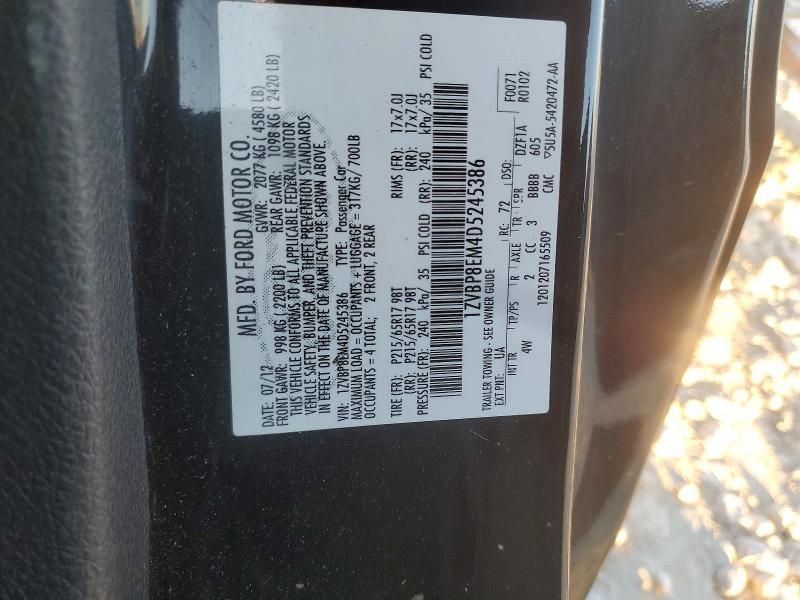 MFD. BY FORD MOTOR CO.
DATE: 07/12 GVWR: 2077 KG ( 4580 LB)
FRONT GAWR: 998 KG ( 2200 LB) REAR GAWR: 1098 KG ( 2420 LB)
THIS VEHICLE CONFORMS TO ALL APPLICABLE FEDERAL MOTOR
VEHICLE SAFETY, BUMPER, AND THEFT PREVENTION STANDARDS
IN EFFECT ON THE DATE OF MANUFACTURE SHOWN ABOVE.
VIN: 1ZVBP8EM4D5245386 TYPE: Passenger Car
MAXIMUM LOAD = OCCUPANTS + LUGGAGE = 317KG/ 700LB
OCCUPANTS = 4 TOTAL; 2 FRONT, 2 REAR
TIRE (FR): P215/65R17 98T RIMS (FR): 17x7.0J
(RR): P215/65R17 98T (RR): 17x7.0J
PRESSURE (FR): 240 kPa/ 35 PSI COLD (RR): 240 kPa/ 35 PSI COLD
1ZVBP8EM4D5245386
TRAILER TOWING - SEE OWNER GUIDE
EXT PNT: UA RC: 72 DSO: F0071
R0102
INT TR TP/PS R AXLE TR SPR DZF1A
4W 2 CC 3 BBBB 605
1201207165509 CMC ▽5U5A-5420472-AA